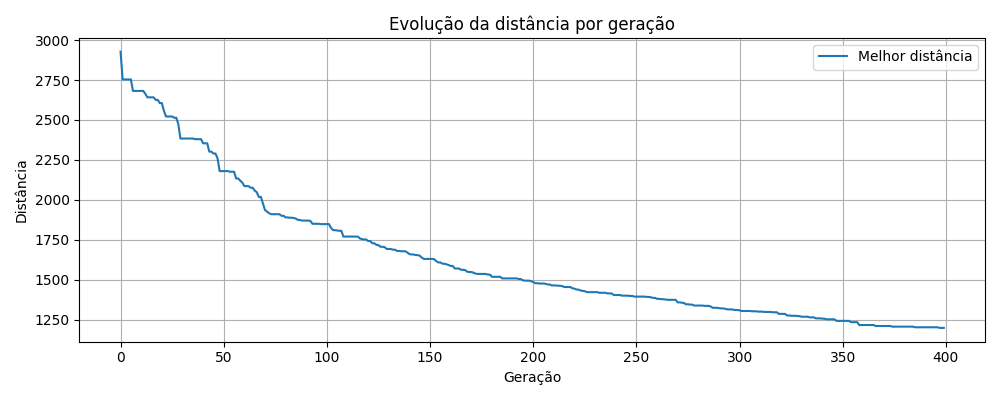 Evolução da distância por geração
Melhor distância
Distância
3000
2750
2500
2250
2000
1750
1500
1250
0 50 100 150 200 250 300 350 400
Geração